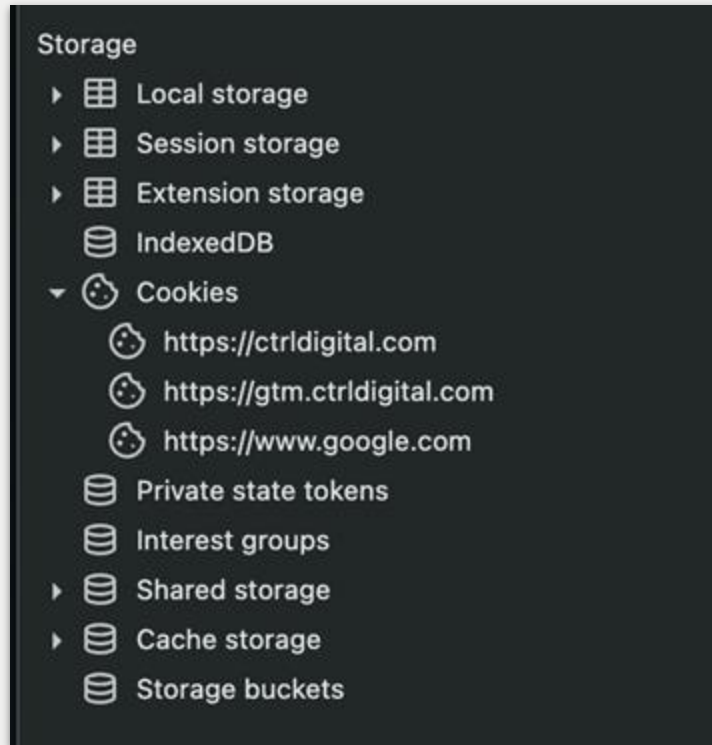 Storage
Local storage
Session storage
Extension storage
IndexedDB
Cookies
https://ctrldigital.com
https://gtm.ctrldigital.com
https://www.google.com
Private state tokens
Interest groups
Shared storage
Cache storage
Storage buckets